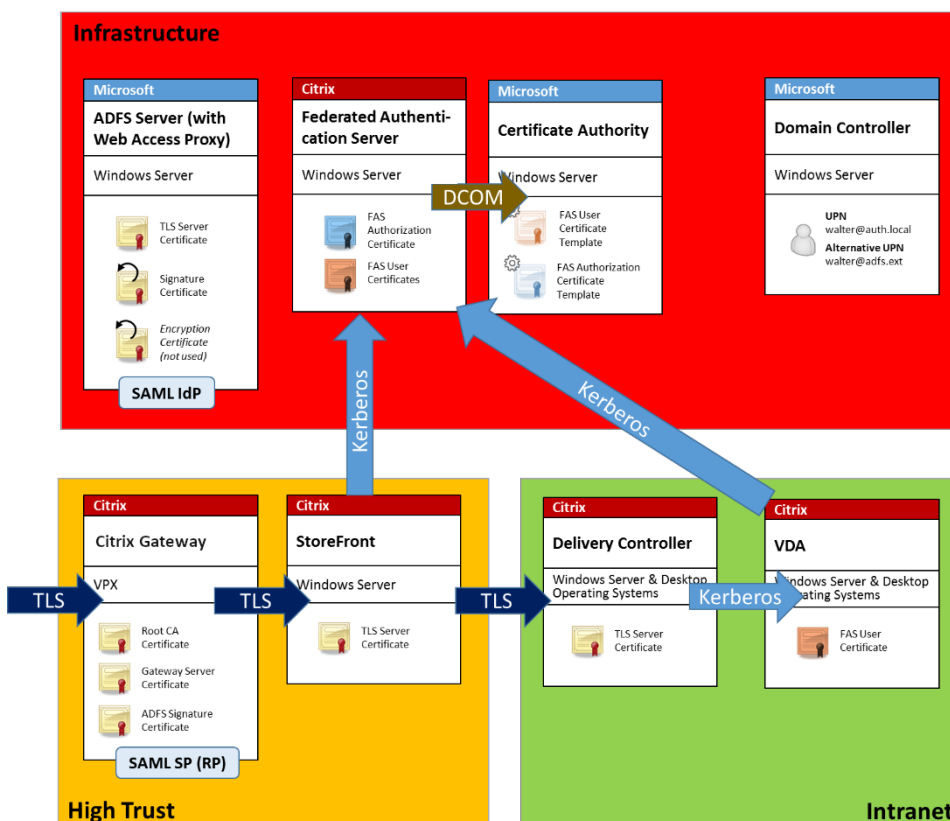 Infrastructure
Microsoft
ADFS Server (with
Web Access Proxy)
Windows Server
TLS Server
Certificate
Signature
Certificate
Encryption
Certificate
(not used)
SAML IdP
Citrix
Federated Authenti-
cation Server
Windows Server
FAS
Authorization
Certificate
FAS User
Certificates
DCOM
Microsoft
Certificate Authority
Windows Server
FAS User
Certificate
Template
FAS Authorization
Certificate
Template
Microsoft
Domain Controller
Windows Server
UPN
walter@auth.local
Alternative UPN
walter@adfs.ext
Kerberos
Kerberos
Citrix
Citrix Gateway
VPX
TLS
Root CA
Certificate
Gateway Server
Certificate
ADFS Signature
Certificate
SAML SP (RP)
Citrix
StoreFront
Windows Server
TLS
TLS Server
Certificate
High Trust
Citrix
Delivery Controller
Windows Server & Desktop
Operating Systems
TLS
TLS Server
Certificate
Citrix
VDA
Windows Server & Desktop
Operating Systems
Kerberos
FAS User
Certificate
Intranet